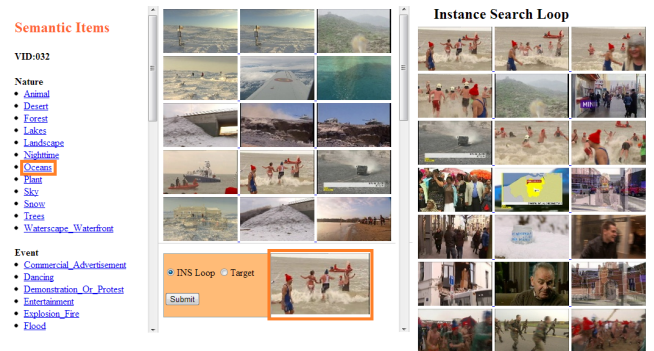 Semantic Items
VID:032
Nature
Animal
Desert
Forest
Lakes
Landscape
Nighttime
Oceans
Plant
Sky
Snow
Trees
Waterscape_Waterfront
Event
Commercial_Advertisement
Dancing
Demonstration_Or_Protest
Entertainment
Explosion_Fire
Flood
INS Loop Target
Submit
Instance Search Loop
MINS